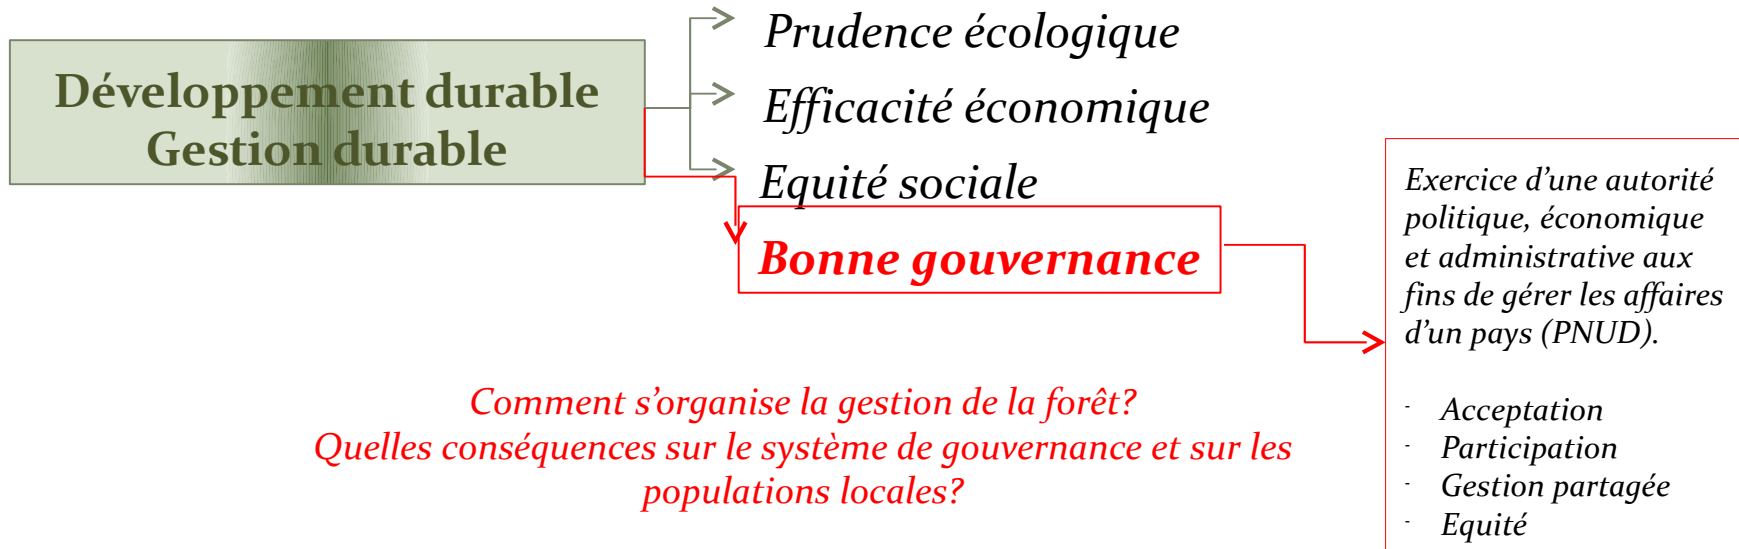 Développement durable
Gestion durable
Prudence écologique
Efficacité économique
Equité sociale
Bonne gouvernance
Exercice d’une autorité
politique, économique
et administrative aux
fins de gérer les affaires
d’un pays (PNUD).
- Acceptation
- Participation
- Gestion partagée
- Equité
Comment s’organise la gestion de la forêt?
Quelles conséquences sur le système de gouvernance et sur les
populations locales?